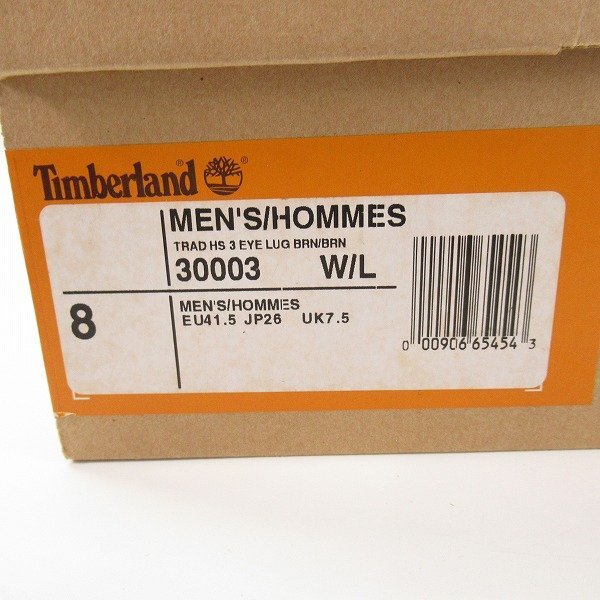 Timberland® ®
MEN'S/HOMMES
TRAD HS 3 EYE LUG BRN/BRN
30003 W/L
8
MEN'S/HOMMES
EU41.5 JP26 UK7.5
0 00906 65454 3